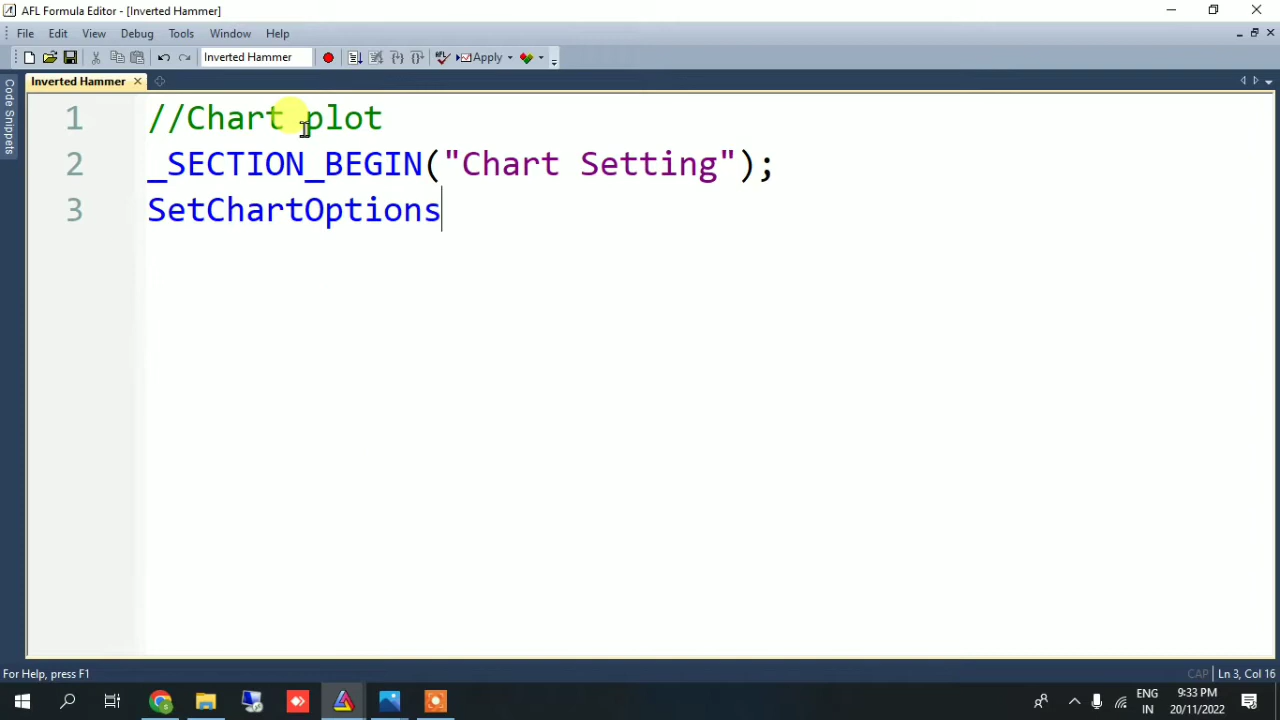 AFL Formula Editor - [Inverted Hammer]
File Edit View Debug Tools Window Help
Inverted Hammer Apply
Inverted Hammer
Code Snippets
1 //Chart plot
2 _SECTION_BEGIN("Chart Setting");
3 SetChartOptions
For Help, press F1
CAP Ln 3, Col 16
ENG
IN
9:33 PM
20/11/2022